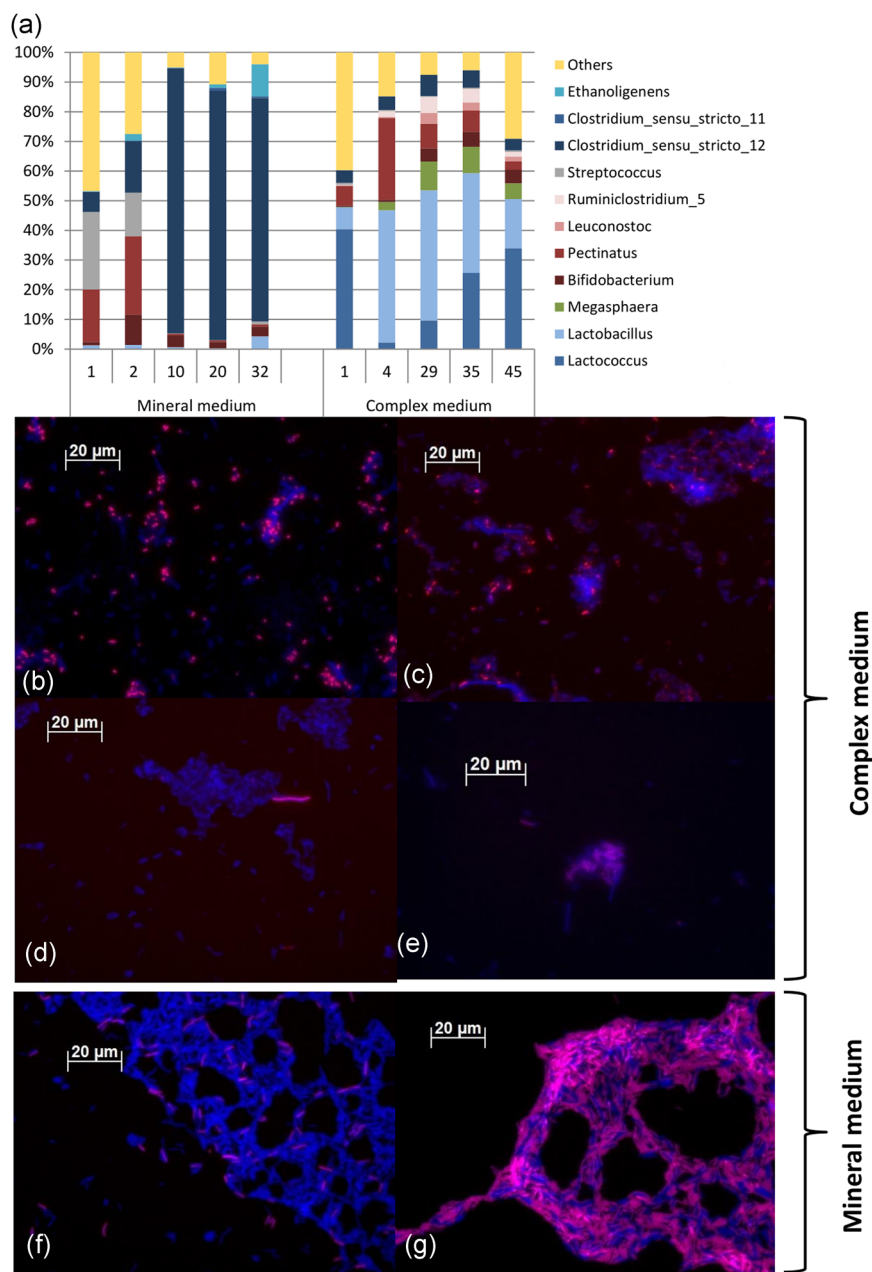 (a)
100%
90%
80%
70%
60%
50%
40%
30%
20%
10%
0%
1 2 10 20 32 1 4 29 35 45
Mineral medium Complex medium
Others
Ethanoligenens
Clostridium_sensu_stricto_11
Clostridium_sensu_stricto_12
Streptococcus
Ruminiclostridium_5
Leuconostoc
Pectinatus
Bifidobacterium
Megasphaera
Lactobacillus
Lactococcus
20 µm
(b)
20 µm
(c)
20 µm
(d)
20 µm
(e)
Complex medium
20 µm
(f)
20 µm
(g)
Mineral medium